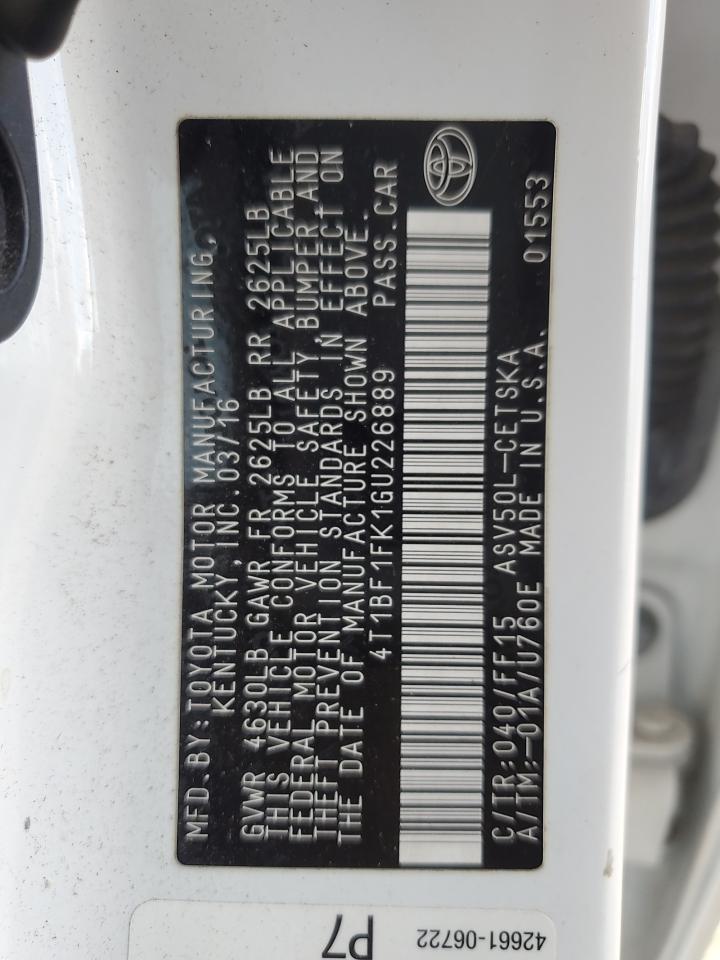 MFD.BY:TOYOTA MOTOR MANUFACTURING,
KENTUCKY, INC. 03/16
GVWR 4630LB GAWR FR 2625LB RR 2625LB
THIS VEHICLE CONFORMS TO ALL APPLICABLE
FEDERAL MOTOR VEHICLE SAFETY, BUMPER, AND
THEFT PREVENTION STANDARDS IN EFFECT ON
THE DATE OF MANUFACTURE SHOWN ABOVE.
4T1BF1FK1GU226889 PASS.CAR
C/TR:040/FF15 ASV50L-CETSKA 01553
A/TM:-01A/U760E MADE IN U.S.A.
P7
42661-06722